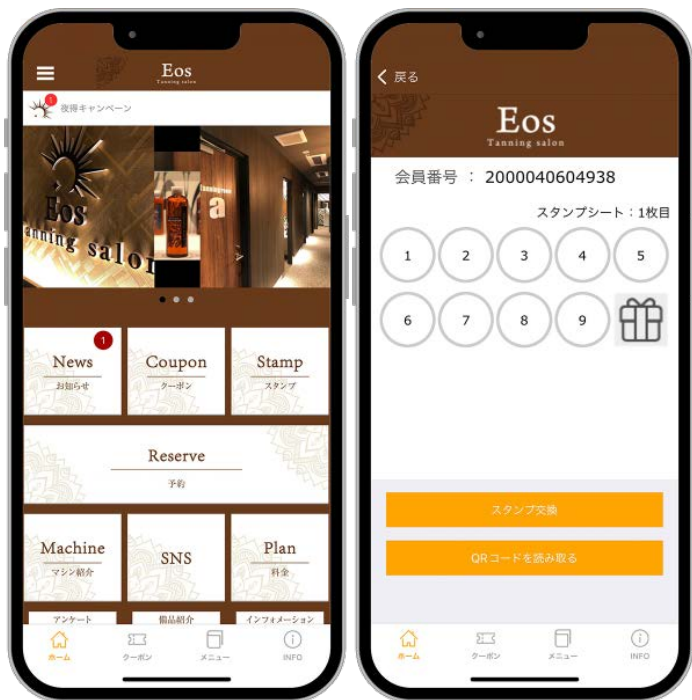 Eos
Tanning salon
1
夜得キャンペーン
Eos
anning salon
Tanningroom
a
1
News
お知らせ
Coupon
クーポン
Stamp
スタンプ
Reserve
予約
Machine
マシン紹介
SNS
Plan
料金
アンケート
備品紹介
インフォメーション
ホーム
クーポン
メニュー
INFO
戻る
Eos
Tanning salon
会員番号 : 2000040604938
スタンプシート:1枚目
1 2 3 4 5
6 7 8 9
スタンプ交換
QRコードを読み取る
ホーム
クーポン
メニュー
INFO